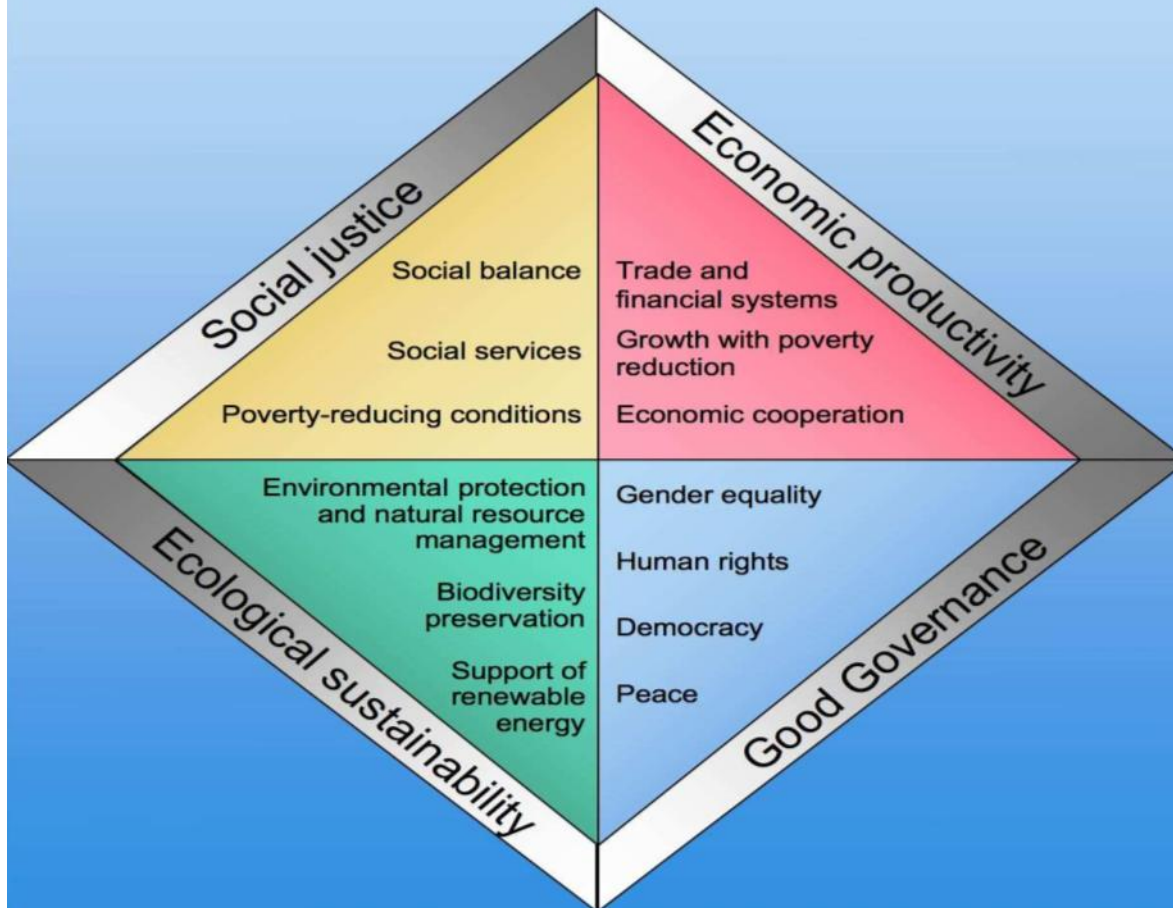 Social justice
Economic productivity
Social balance
Social services
Poverty-reducing conditions
Trade and
financial systems
Growth with poverty
reduction
Economic cooperation
Environmental protection
and natural resource
management
Biodiversity
preservation
Support of
renewable
energy
Gender equality
Human rights
Democracy
Peace
Ecological sustainability
Good Governance